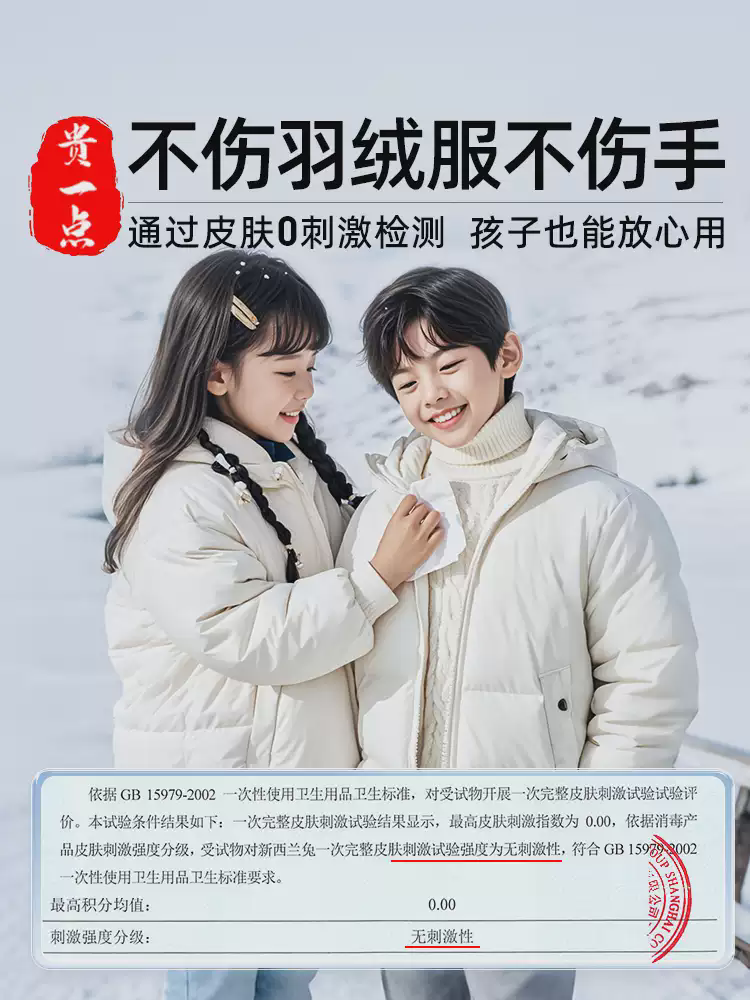 贵一点
不伤羽绒服不伤手
通过皮肤0刺激检测 孩子也能放心用
依据 GB 15979-2002 一次性使用卫生用品卫生标准，对受试物开展一次完整皮肤刺激试验试验评
价。本试验条件结果如下：一次完整皮肤刺激试验结果显示，最高皮肤刺激指数为 0.00，依据消毒产
品皮肤刺激强度分级，受试物对新西兰兔一次完整皮肤刺激试验强度为无刺激性，符合 GB 15979-2002
一次性使用卫生用品卫生标准要求。
最高积分均值： 0.00
刺激强度分级： 无刺激性
OUP SHANGHAI CO
有限公司